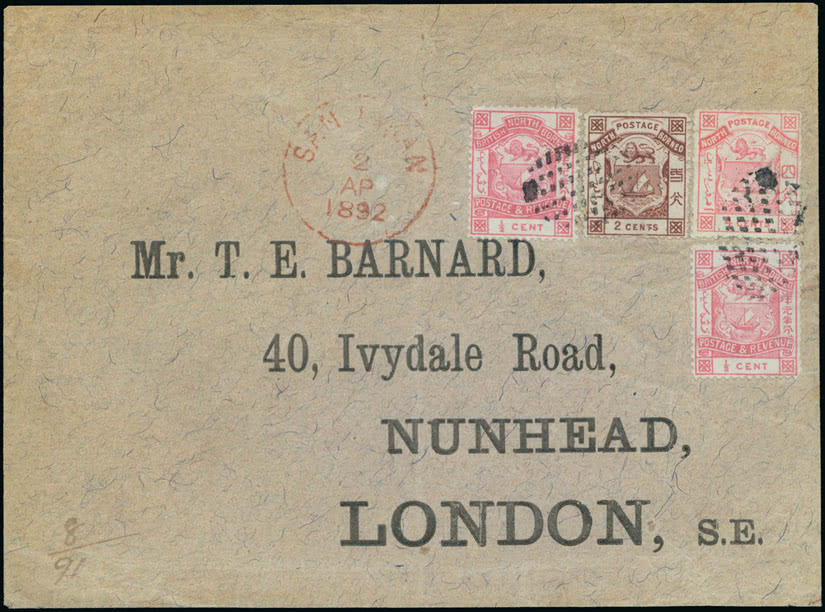 SAN
2
AP
1892
BRITISH NORTH
POSTAGE & REVENUE
½ CENT
POSTAGE
NORTH BORNEO
2 CENTS
POSTAGE
NORTH BORNEO
POSTAGE & REVENUE
½ CENT
Mr. T. E. BARNARD,
40, Ivydale Road,
NUNHEAD,
LONDON, S.E.
8
91